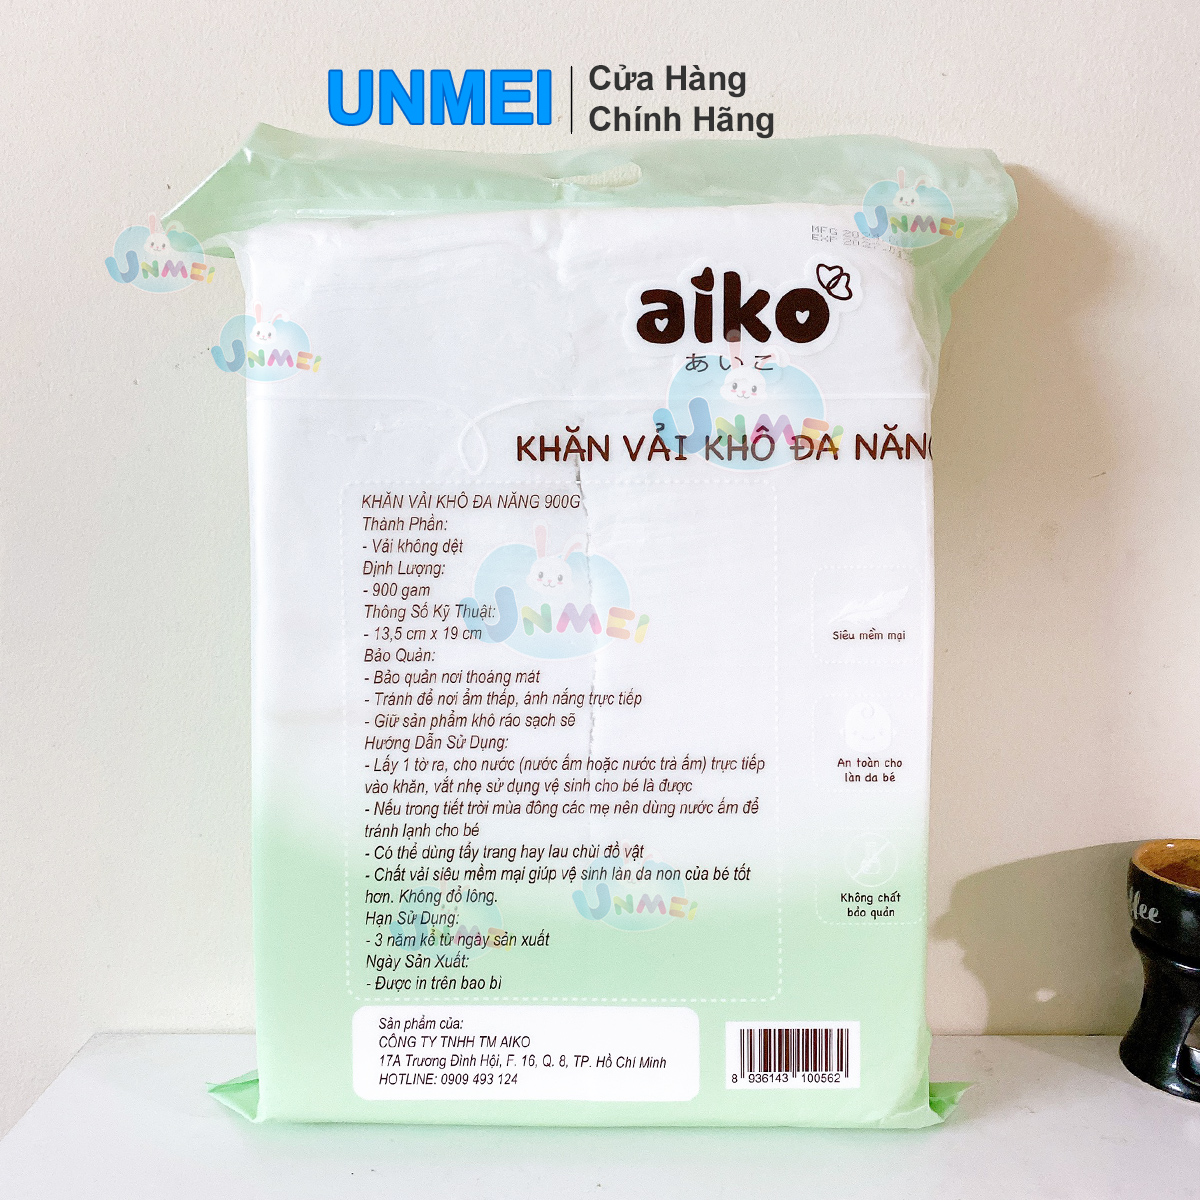 UNMEI
Cửa Hàng
Chính Hãng
UNMEI
UNMEI
UNMEI
MFG
EXP
aiko
あいこ
UNMEI
KHĂN VẢI KHÔ ĐA NĂNG
KHĂN VẢI KHÔ ĐA NĂNG 900G
Thành Phần:
- Vải không dệt
Định Lượng:
- 900 gam
Thông Số Kỹ Thuật:
- 13,5 cm x 19 cm
UNMEI
Bảo Quản:
- Bảo quản nơi thoáng mát
- Tránh để nơi ẩm thấp, ánh nắng trực tiếp
- Giữ sản phẩm khô ráo sạch sẽ
Hướng Dẫn Sử Dụng:
- Lấy 1 tờ ra, cho nước (nước ấm hoặc nước trà ấm) trực tiếp
vào khăn, vắt nhẹ sử dụng vệ sinh cho bé là được
- Nếu trong tiết trời mùa đông các mẹ nên dùng nước ấm để
tránh lạnh cho bé
- Có thể dùng tẩy trang hay lau chùi đồ vật
- Chất vải siêu mềm mại giúp vệ sinh làn da non của bé tốt
hơn. Không đổ lông.
Hạn Sử Dụng:
- 3 năm kể từ ngày sản xuất
Ngày Sản Xuất:
- Được in trên bao bì
UNMEI
UNMEI
Siêu mềm mại
An toàn cho
làn da bé
Không chất
bảo quản
Sản phẩm của:
CÔNG TY TNHH TM AIKO
17A Trương Đình Hội, F. 16, Q. 8, TP. Hồ Chí Minh
HOTLINE: 0909 493 124
8 936143 100562